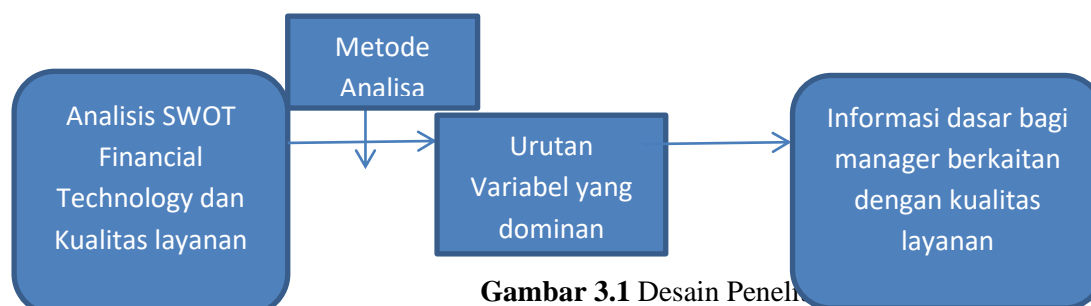 Metode
Analisa
Analisis SWOT
Financial
Technology dan
Kualitas layanan
Urutan
Variabel yang
dominan
Informasi dasar bagi
manager berkaitan
dengan kualitas
layanan
Gambar 3.1 Desain